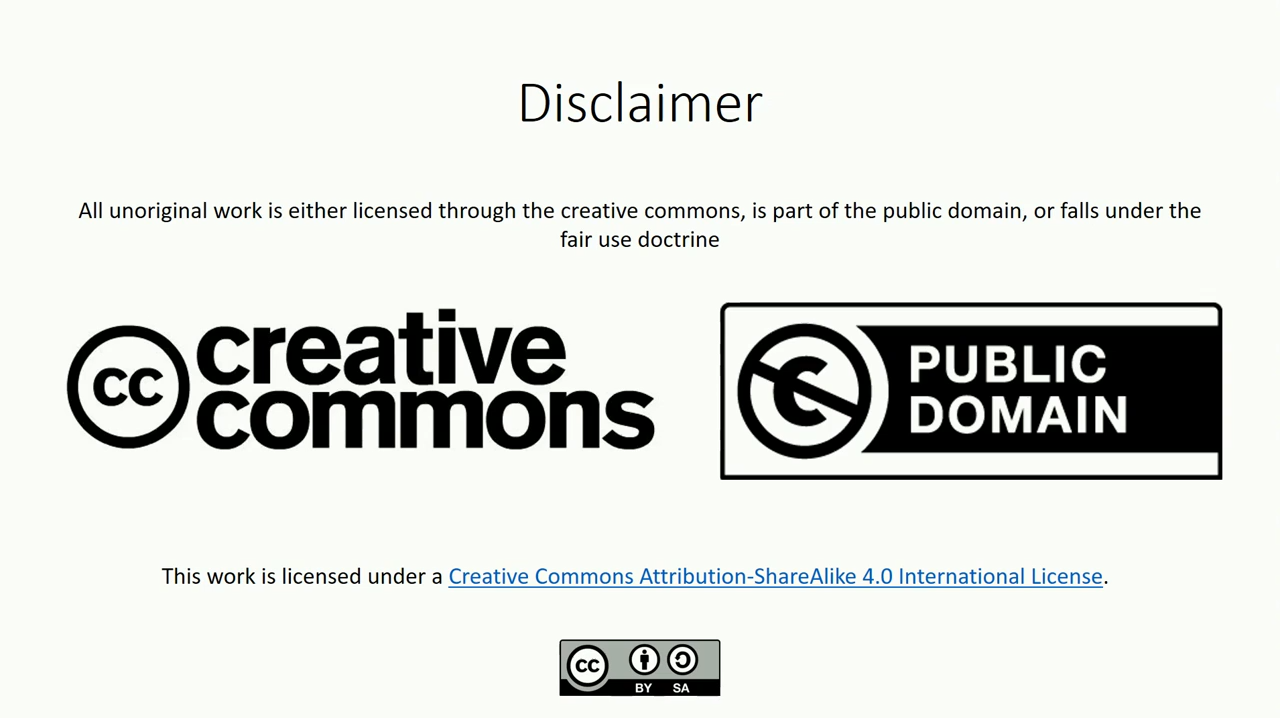 Disclaimer
All unoriginal work is either licensed through the creative commons, is part of the public domain, or falls under the
fair use doctrine
cc creative
commons
C PUBLIC
DOMAIN
This work is licensed under a Creative Commons Attribution-ShareAlike 4.0 International License.
cc
BY SA